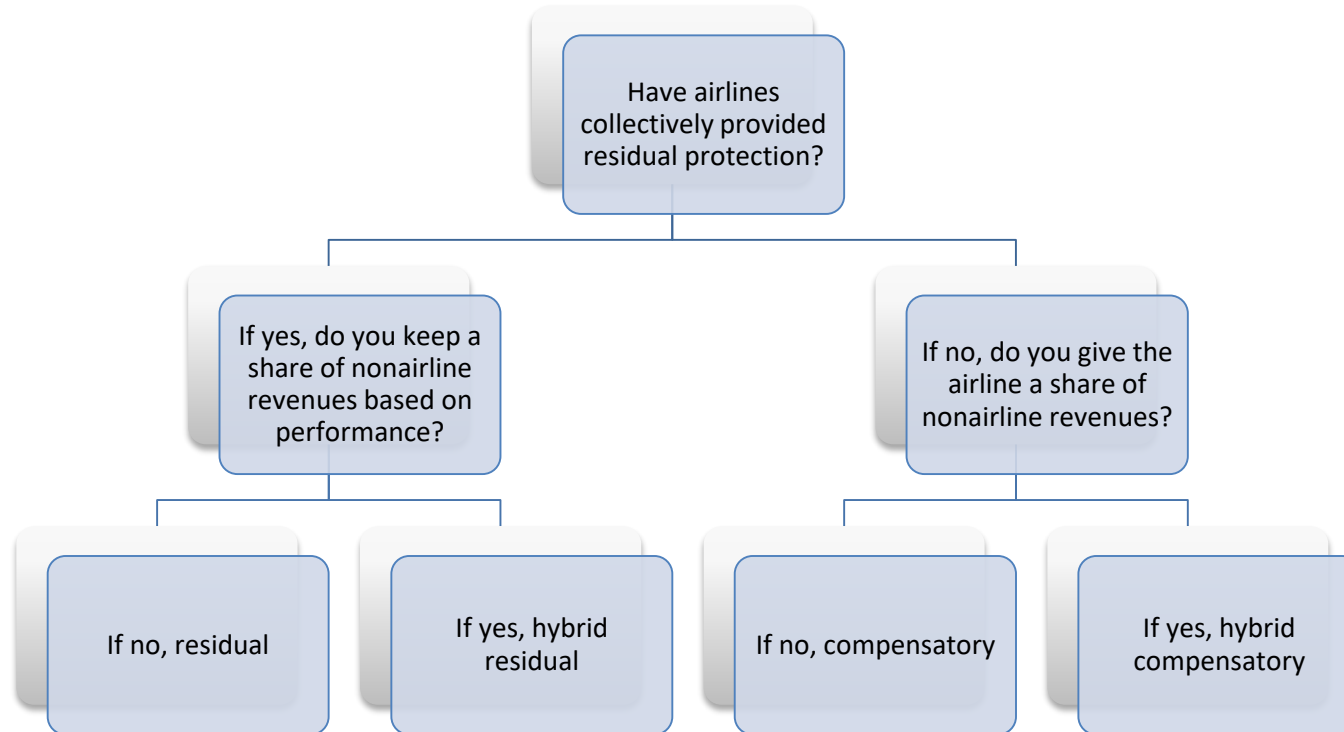 Have airlines
collectively provided
residual protection?
If yes, do you keep a
share of nonairline
revenues based on
performance?
If no, do you give the
airline a share of
nonairline revenues?
If no, residual
If yes, hybrid
residual
If no, compensatory
If yes, hybrid
compensatory